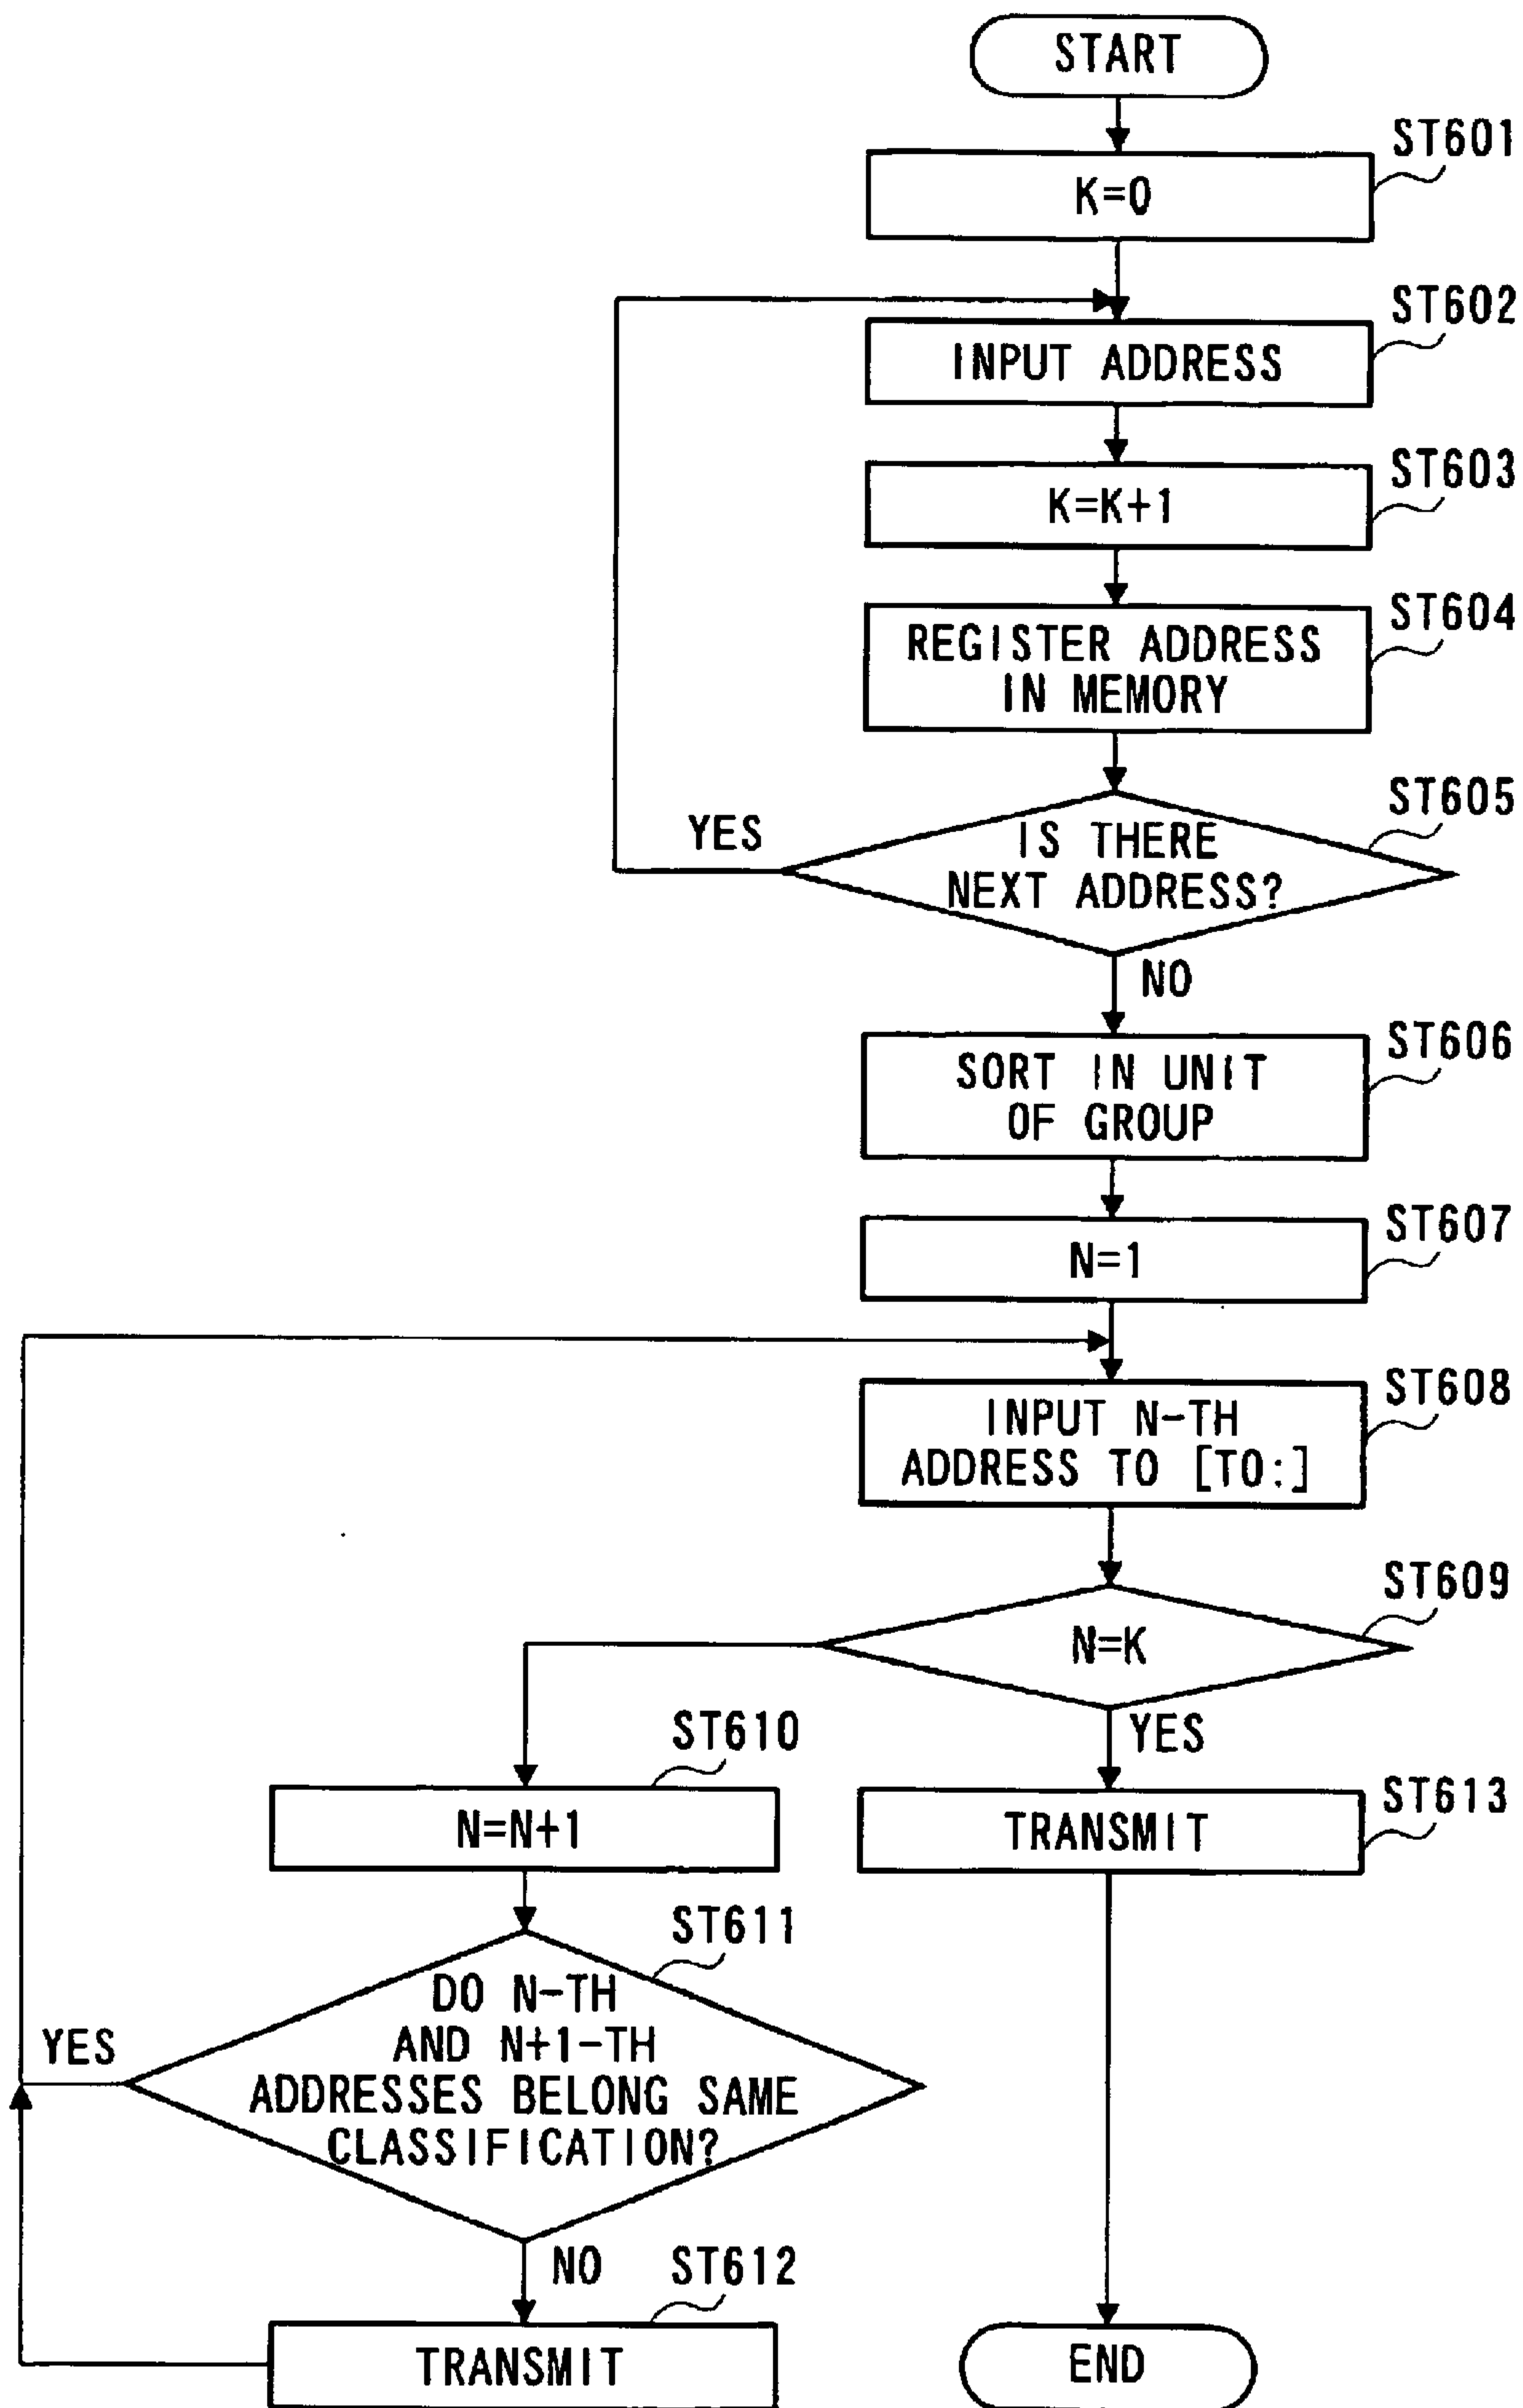 START
ST601
K=0
ST602
INPUT ADDRESS
ST603
K=K+1
ST604
REGISTER ADDRESS
IN MEMORY
ST605
YES
IS THERE
NEXT ADDRESS?
NO
ST606
SORT IN UNIT
OF GROUP
ST607
N=1
ST608
INPUT N-TH
ADDRESS TO [TO:]
ST609
N=K
YES
ST610
N=N+1
ST613
TRANSMIT
ST611
DO N-TH
AND N+1-TH
ADDRESSES BELONG SAME
CLASSIFICATION?
YES
NO
ST612
TRANSMIT
END